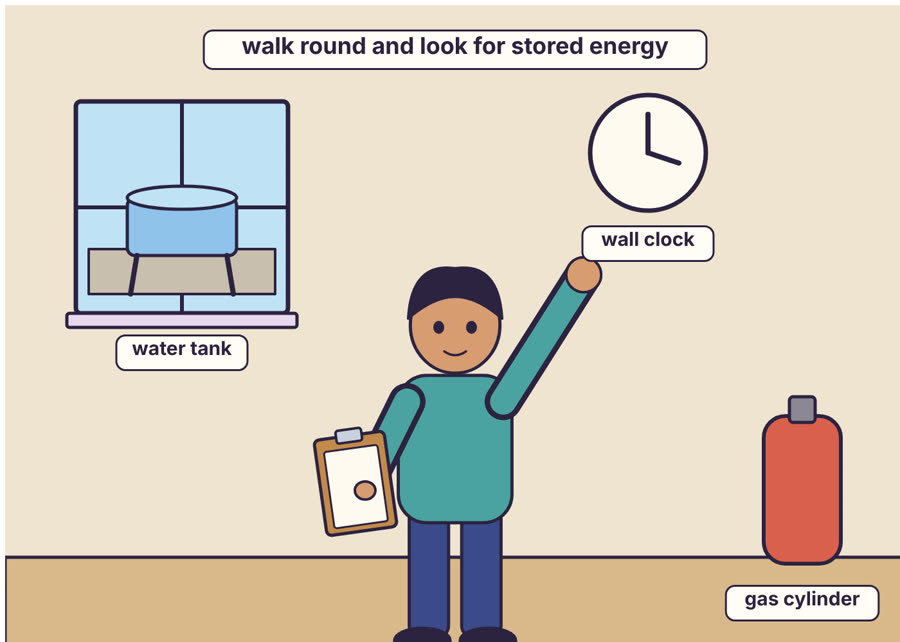 walk round and look for stored energy
wall clock
water tank
gas cylinder